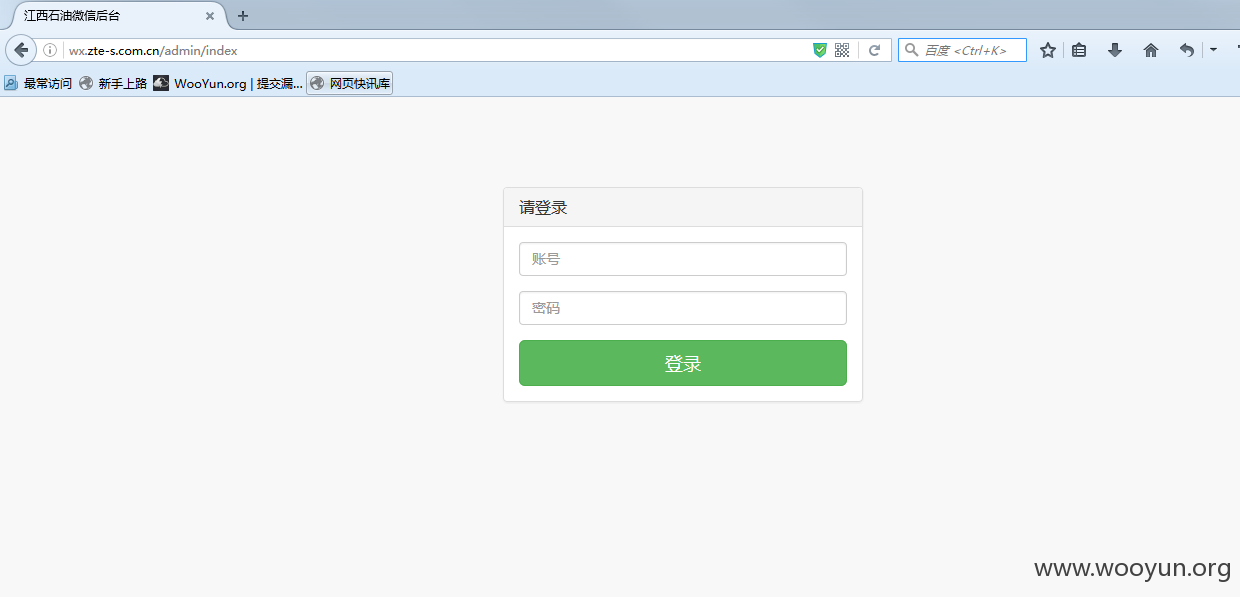 江西石油微信后台
wx.zte-s.com.cn/admin/index
百度 <Ctrl+K>
最常访问 新手上路 WooYun.org | 提交漏... 网页快讯库
请登录
账号
密码
登录
www.wooyun.org